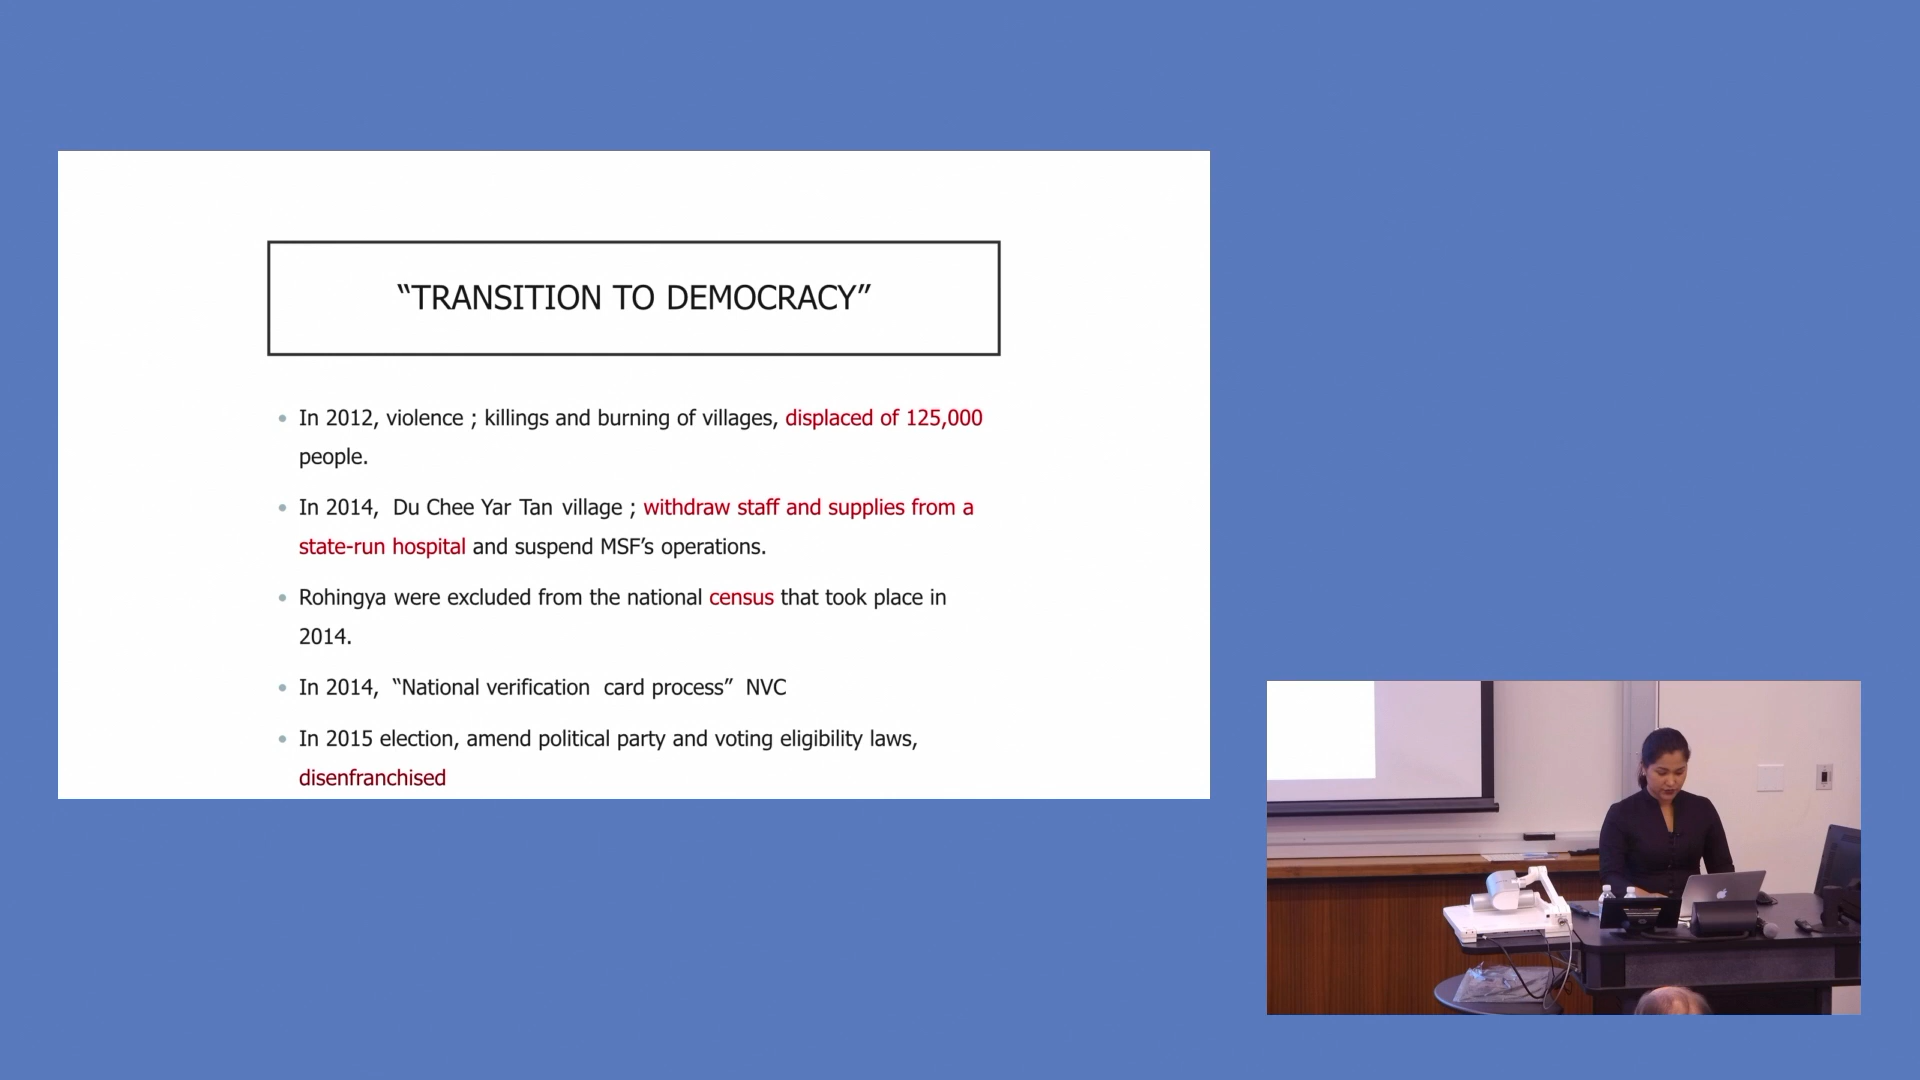 “TRANSITION TO DEMOCRACY”
• In 2012, violence ; killings and burning of villages, displaced of 125,000
people.
• In 2014, Du Chee Yar Tan village ; withdraw staff and supplies from a
state-run hospital and suspend MSF’s operations.
• Rohingya were excluded from the national census that took place in
2014.
• In 2014, “National verification card process” NVC
• In 2015 election, amend political party and voting eligibility laws,
disenfranchised